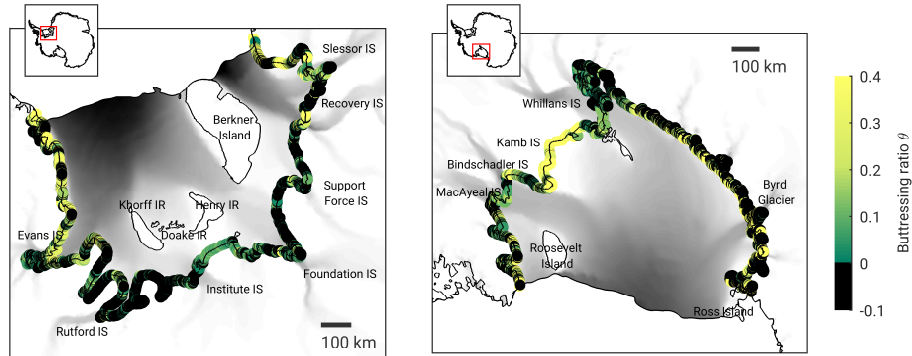 Slessor IS
Recovery IS
Berkner
Island
Support
Force IS
Khorff IR
Henry IR
Doake IR
Evans IS
Foundation IS
Institute IS
Rutford IS
100 km
100 km
Whillans IS
Kamb IS
Bindschadler IS
MacAyeal IS
Byrd
Glacier
Roosevelt
Island
Ross Island
0.4
0.3
0.2
0.1
0
-0.1
Buttressing ratio θ